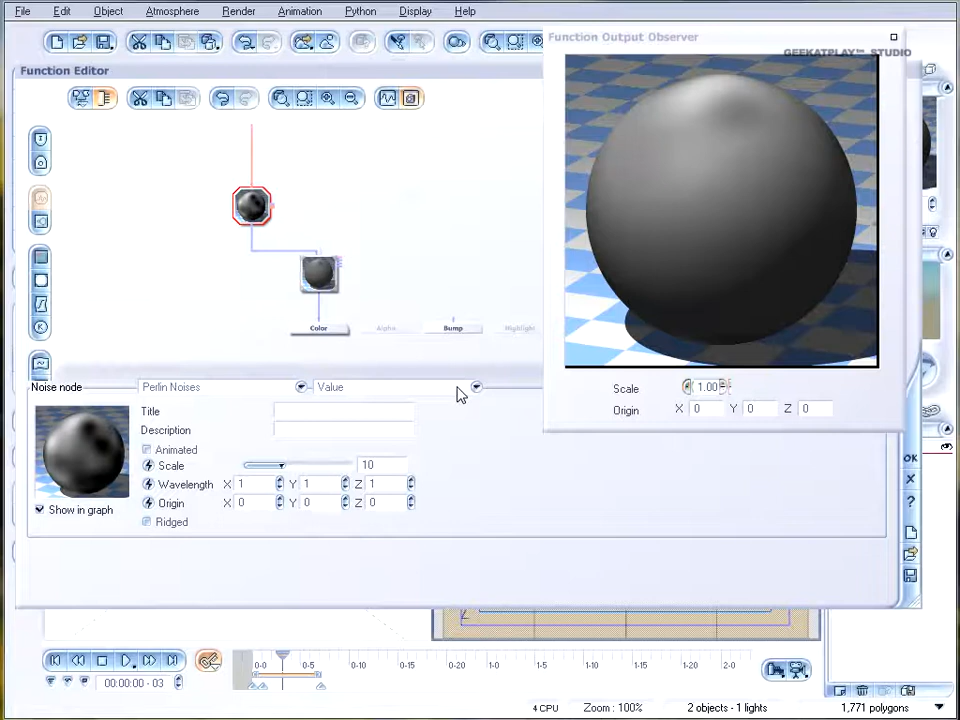 File Edit Object Atmosphere Render Animation Python Display Help
Function Output Observer
GEEKATPLAY™ STUDIO
Function Editor
Color Alpha Bump Highlight
Noise node Perlin Noises Value
Scale 1.00
Origin X 0 Y 0 Z 0
Title
Description
Animated
Scale 10
Wavelength X 1 Y 1 Z 1
Origin X 0 Y 0 Z 0
Show in graph
Ridged
OK
?
0-0 0-5 0-10 0-15 0-20 0-25 1-0 1-5 1-10 1-15 1-20 1-25 2-0
00:00:00 - 03
4 CPU Zoom : 100% 2 objects - 1 lights 1,771 polygons